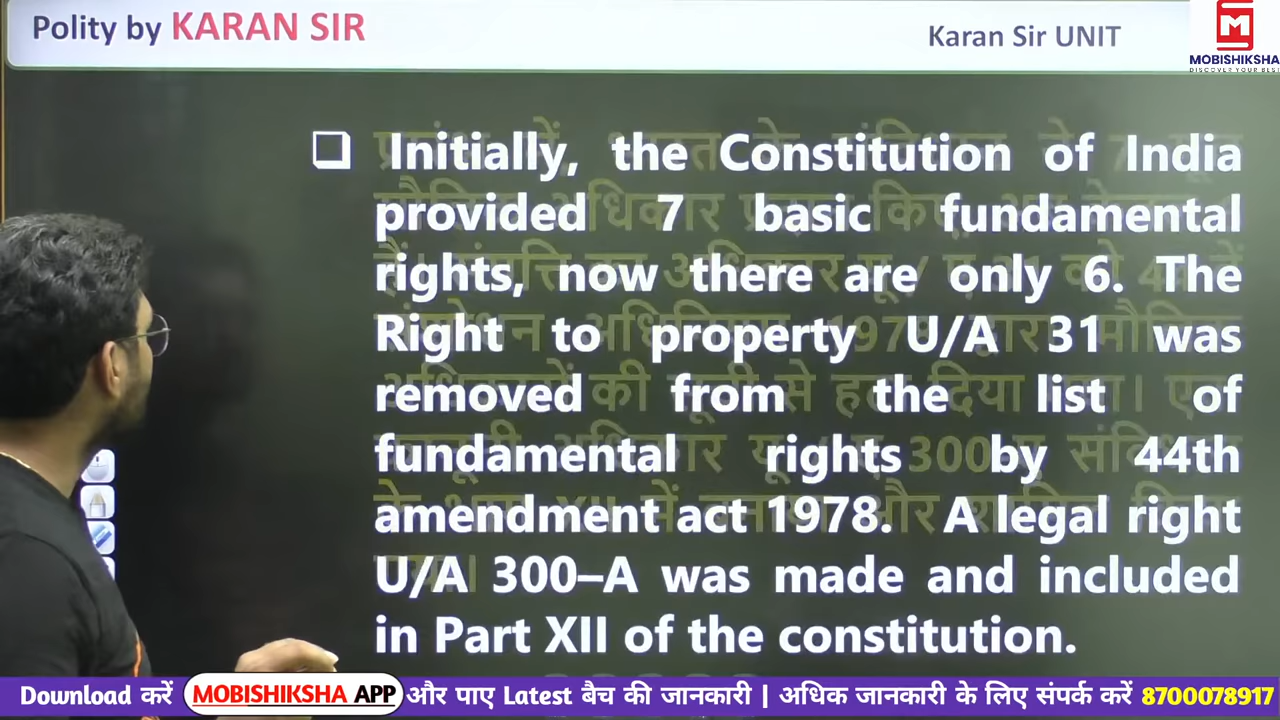 Polity by KARAN SIR
Karan Sir UNIT
MOBISHIKSHA
DISCOVER YOUR BEST
Initially, the Constitution of India
provided 7 basic fundamental
rights, now there are only 6. The
Right to property U/A 31 was
removed from the list of
fundamental rights by 44th
amendment act 1978. A legal right
U/A 300–A was made and included
in Part XII of the constitution.
Download करें MOBISHIKSHA APP और पाए Latest बैच की जानकारी | अधिक जानकारी के लिए संपर्क करें 8700078917